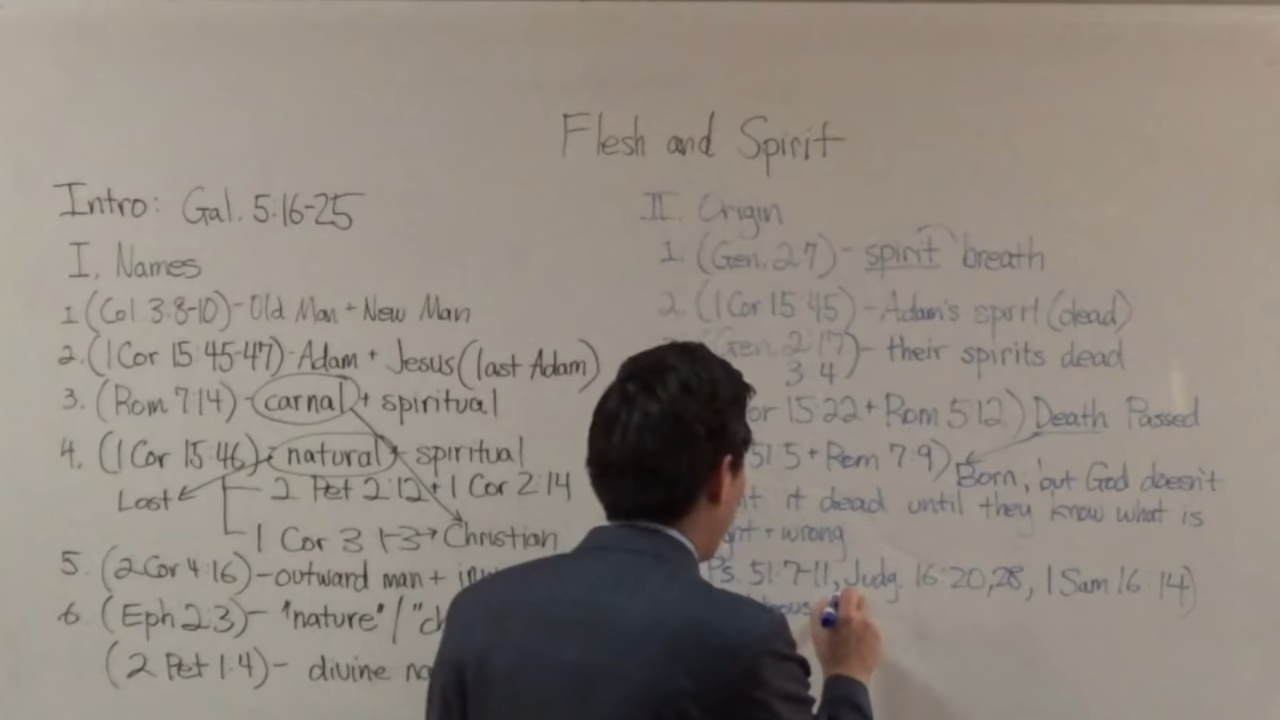 Flesh and Spirit
Intro: Gal. 5:16-25
I. Names
1 (Col 3:8-10) - Old Man + New Man
2. (1 Cor 15:45-47) - Adam + Jesus (last Adam)
3. (Rom 7:14) - carnal + spiritual
4. (1 Cor 15:46) - natural - spiritual
Lost
2 Pet 2:12 + 1 Cor 2:14
1 Cor 3 1-3 → Christian
5. (2 Cor 4:16) - outward man +
6 (Eph 2:3) - "nature" / "
(2 Pet 1:4) - divine
II. Origin
1. (Gen. 2:7) - spirit breath
2. (1 Cor 15:45) - Adam's spirit (dead)
Gen. 2:17) - their spirits dead
3 4
15:22 + Rom 5:12) Death Passed
51:5 + Rom 7:9) Born, but God doesn't
it dead until they know what is
+ wrong
Ps. 51:7-11, Judg. 16:20,28, 1 Sam 16:14)